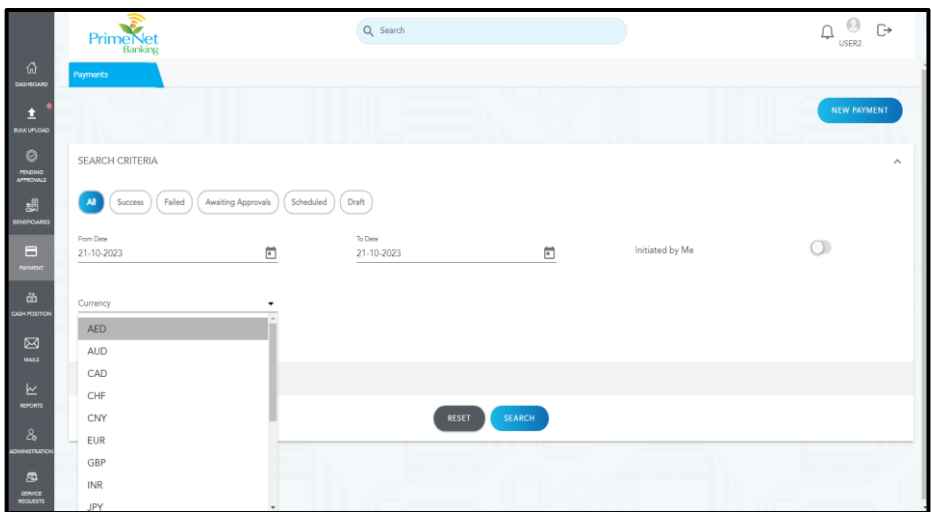 PrimeNet
Banking
Search
USER2..
DASHBOARD
BULK UPLOAD
PENDING
APPROVALS
BENEFICIARIES
PAYMENT
CASH POSITION
MAILS
REPORTS
ADMINISTRATION
SERVICE
REQUESTS
Payments
NEW PAYMENT
SEARCH CRITERIA
All Success Failed Awaiting Approvals Scheduled Draft
From Date To Date
21-10-2023 21-10-2023 Initiated by Me
Currency
AED
AUD
CAD
CHF
CNY
EUR
GBP
INR
JPY
RESET SEARCH